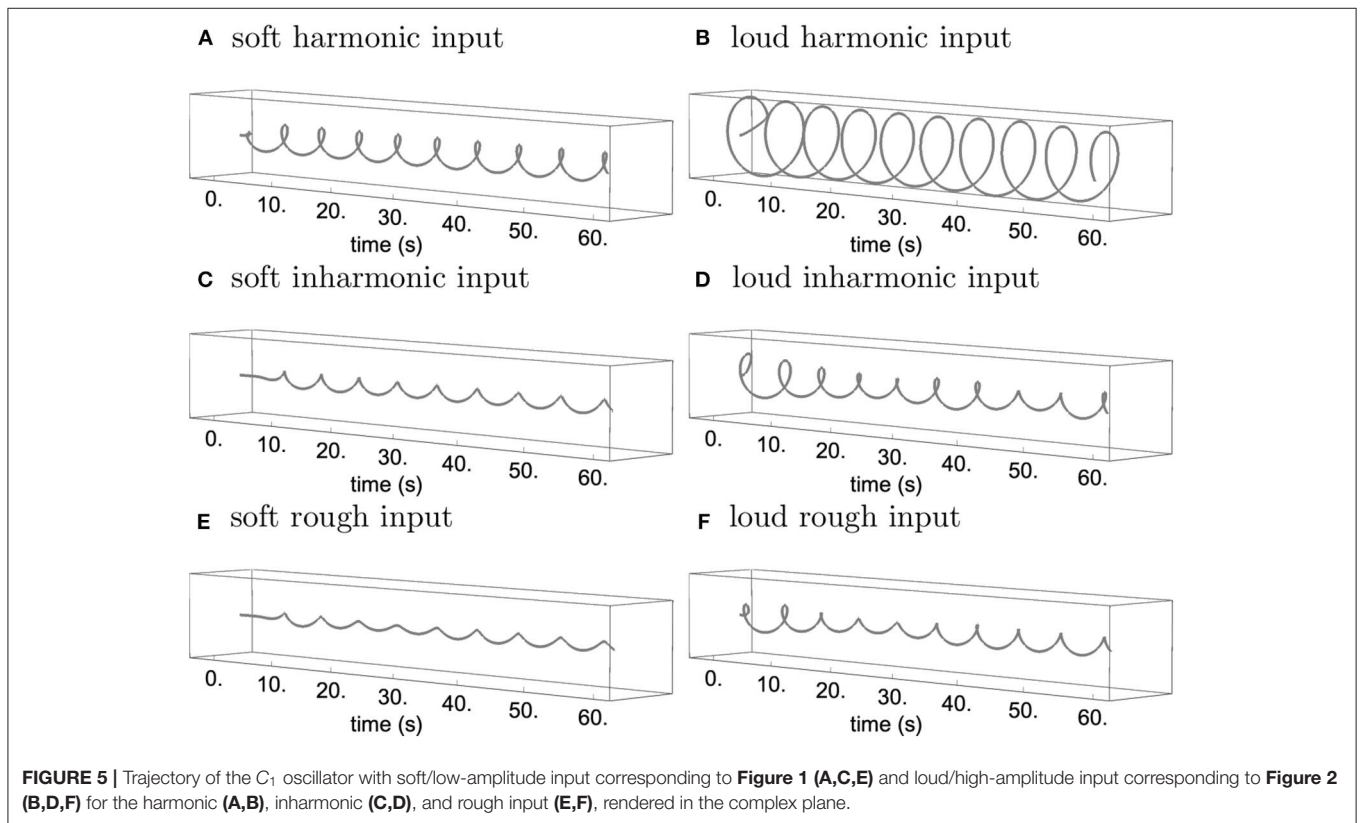 A soft harmonic input
B loud harmonic input
0. 10. 20. 30. 40. 50. 60.
time (s)
0. 10. 20. 30. 40. 50. 60.
time (s)
C soft inharmonic input
D loud inharmonic input
0. 10. 20. 30. 40. 50. 60.
time (s)
0. 10. 20. 30. 40. 50. 60.
time (s)
E soft rough input
F loud rough input
0. 10. 20. 30. 40. 50. 60.
time (s)
0. 10. 20. 30. 40. 50. 60.
time (s)
FIGURE 5 | Trajectory of the C₁ oscillator with soft/low-amplitude input corresponding to Figure 1 (A,C,E) and loud/high-amplitude input corresponding to Figure 2
(B,D,F) for the harmonic (A,B), inharmonic (C,D), and rough input (E,F), rendered in the complex plane.